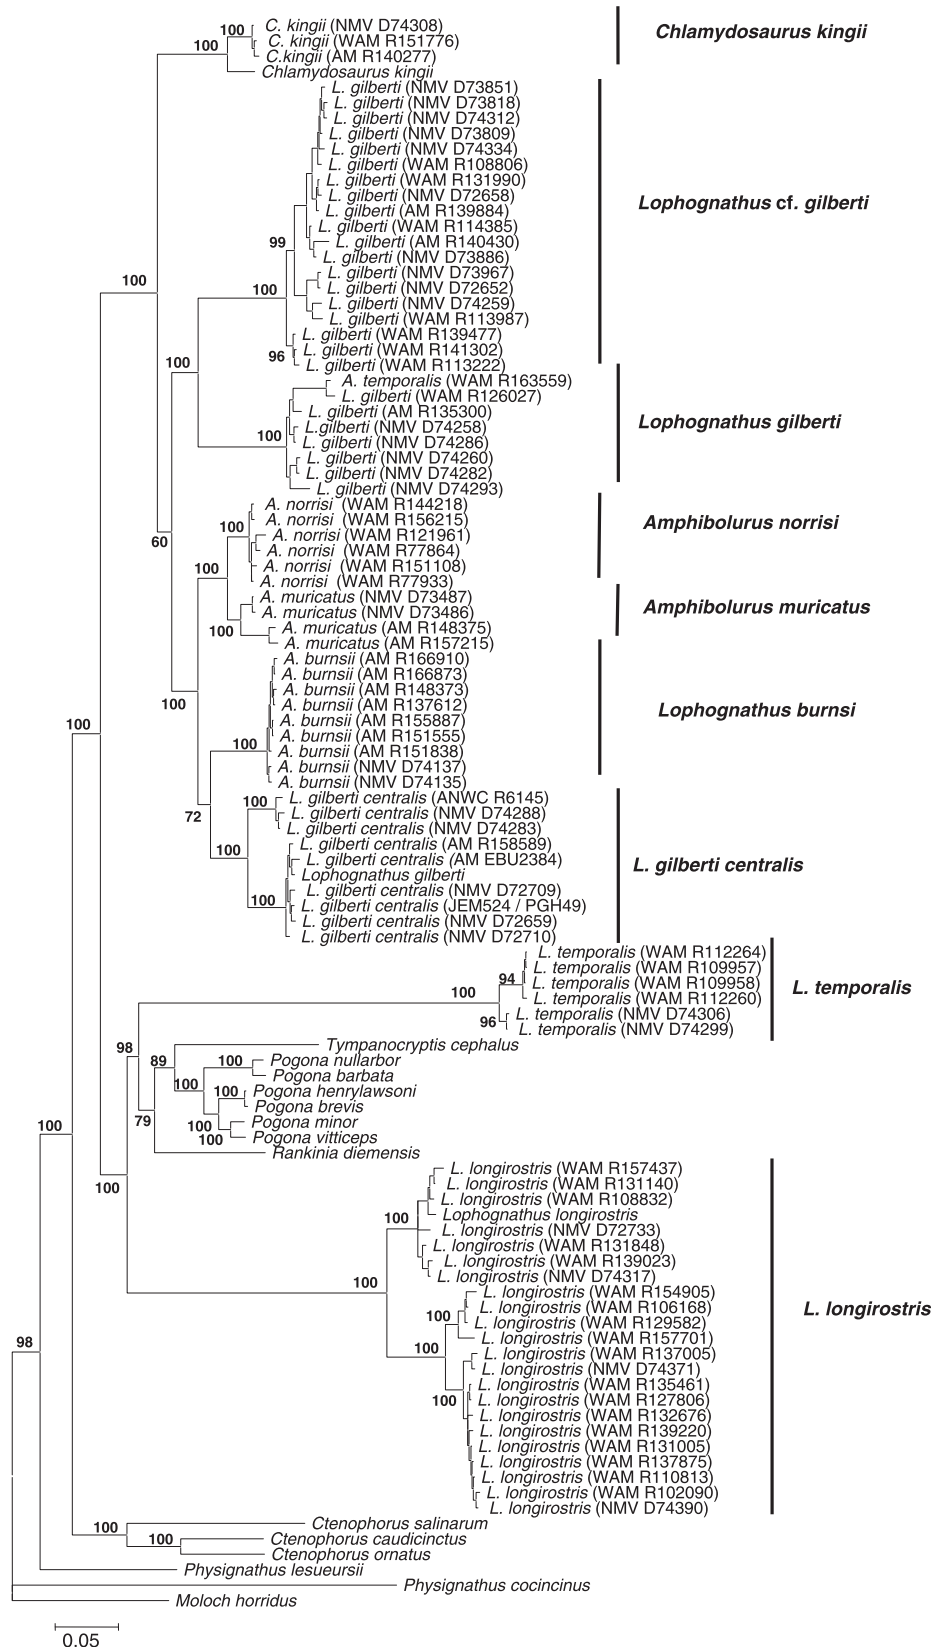 C. kingii (NMV D74308)
C. kingii (WAM R151776)
C.kingii (AM R140277)
Chlamydosaurus kingii
100
100
Chlamydosaurus kingii
L. gilberti (NMV D73851)
L. gilberti (NMV D73818)
L. gilberti (NMV D74312)
L. gilberti (NMV D73809)
L. gilberti (NMV D74334)
L. gilberti (WAM R108806)
L. gilberti (WAM R131990)
L. gilberti (NMV D72658)
L. gilberti (AM R139884)
L. gilberti (WAM R114385)
L. gilberti (AM R140430)
L. gilberti (NMV D73886)
L. gilberti (NMV D73967)
L. gilberti (NMV D72652)
L. gilberti (NMV D74259)
L. gilberti (WAM R113987)
L. gilberti (WAM R139477)
L. gilberti (WAM R141302)
L. gilberti (WAM R113222)
99
100
100
96
100
Lophognathus cf. gilberti
A. temporalis (WAM R163559)
L. gilberti (WAM R126027)
L. gilberti (AM R135300)
L.gilberti (NMV D74258)
L. gilberti (NMV D74286)
L. gilberti (NMV D74260)
L. gilberti (NMV D74282)
L. gilberti (NMV D74293)
100
Lophognathus gilberti
A. norrisi (WAM R144218)
A. norrisi (WAM R156215)
A. norrisi (WAM R121961)
A. norrisi (WAM R77864)
A. norrisi (WAM R151108)
A. norrisi (WAM R77933)
100
60
100
Amphibolurus norrisi
A. muricatus (NMV D73487)
A. muricatus (NMV D73486)
A. muricatus (AM R148375)
A. muricatus (AM R157215)
100
Amphibolurus muricatus
A. burnsii (AM R166910)
A. burnsii (AM R166873)
A. burnsii (AM R148373)
A. burnsii (AM R137612)
A. burnsii (AM R155887)
A. burnsii (AM R151555)
A. burnsii (AM R151838)
A. burnsii (NMV D74137)
A. burnsii (NMV D74135)
100
100
100
Lophognathus burnsi
L. gilberti centralis (ANWC R6145)
L. gilberti centralis (NMV D74288)
L. gilberti centralis (NMV D74283)
L. gilberti centralis (AM R158589)
L. gilberti centralis (AM EBU2384)
Lophognathus gilberti
L. gilberti centralis (NMV D72709)
L. gilberti centralis (JEM524 / PGH49)
L. gilberti centralis (NMV D72659)
L. gilberti centralis (NMV D72710)
100
72
100
100
L. gilberti centralis
L. temporalis (WAM R112264)
L. temporalis (WAM R109957)
L. temporalis (WAM R109958)
L. temporalis (WAM R112260)
L. temporalis (NMV D74306)
L. temporalis (NMV D74299)
94
100
96
L. temporalis
Tympanocryptis cephalus
Pogona nullarbor
Pogona barbata
Pogona henrylawsoni
Pogona brevis
Pogona minor
Pogona vitticeps
Rankinia diemensis
98
89
100
100
100
79
100
100
100
100
L. longirostris (WAM R157437)
L. longirostris (WAM R131140)
L. longirostris (WAM R108832)
Lophognathus longirostris
L. longirostris (NMV D72733)
L. longirostris (WAM R131848)
L. longirostris (WAM R139023)
L. longirostris (NMV D74317)
L. longirostris (WAM R154905)
L. longirostris (WAM R106168)
L. longirostris (WAM R129582)
L. longirostris (WAM R157701)
L. longirostris (WAM R137005)
L. longirostris (NMV D74371)
L. longirostris (WAM R135461)
L. longirostris (WAM R127806)
L. longirostris (WAM R132676)
L. longirostris (WAM R139220)
L. longirostris (WAM R131005)
L. longirostris (WAM R137875)
L. longirostris (WAM R110813)
L. longirostris (WAM R102090)
L. longirostris (NMV D74390)
100
100
100
100
98
100
L. longirostris
Ctenophorus salinarum
Ctenophorus caudicinctus
Ctenophorus ornatus
100
100
Physignathus lesueursii
Physignathus cocincinus
Moloch horridus
0.05